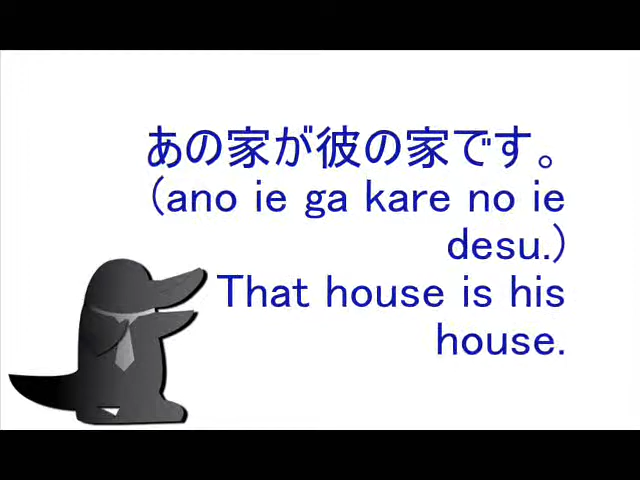 あの家が彼の家です。
(ano ie ga kare no ie
desu.)
That house is his
house.